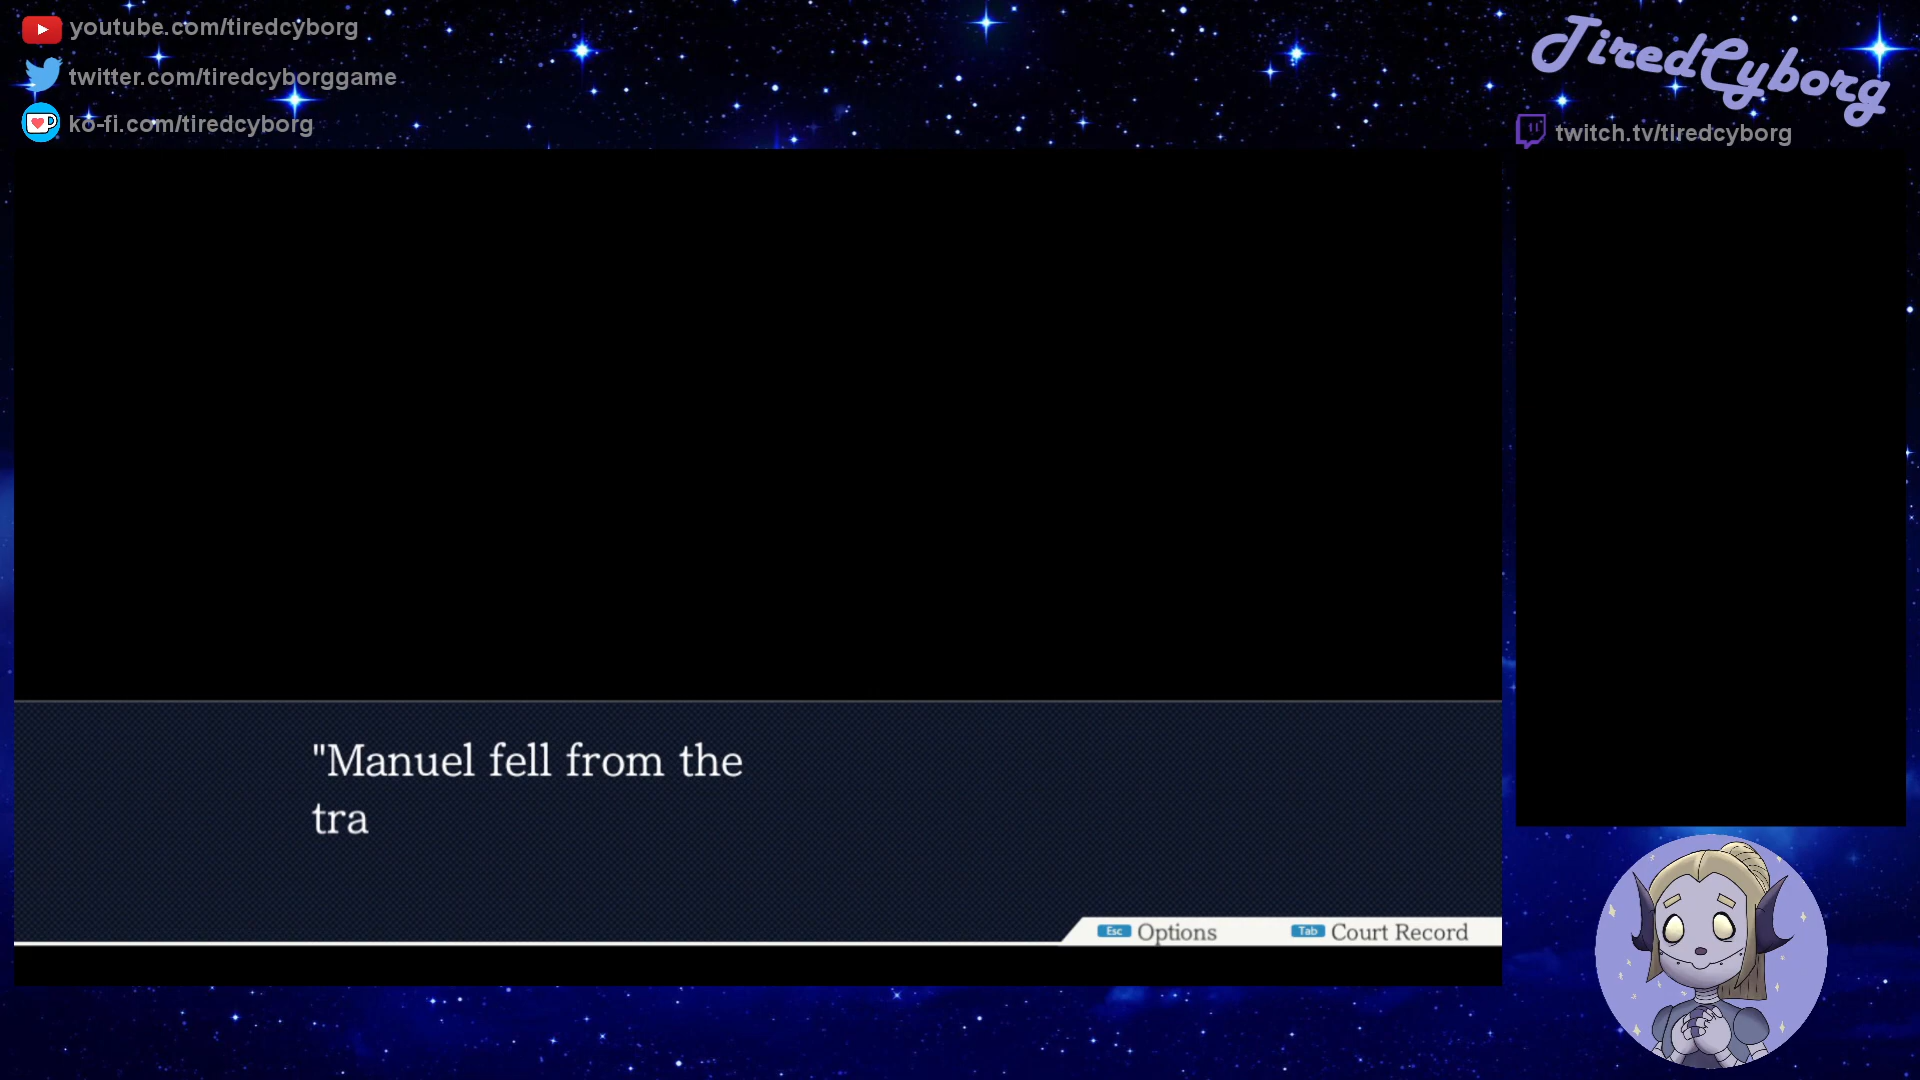 youtube.com/tiredcyborg
twitter.com/tiredcyborggame
ko-fi.com/tiredcyborg
TiredCyborg
twitch.tv/tiredcyborg
"Manuel fell from the
tra
Esc Options
Tab Court Record